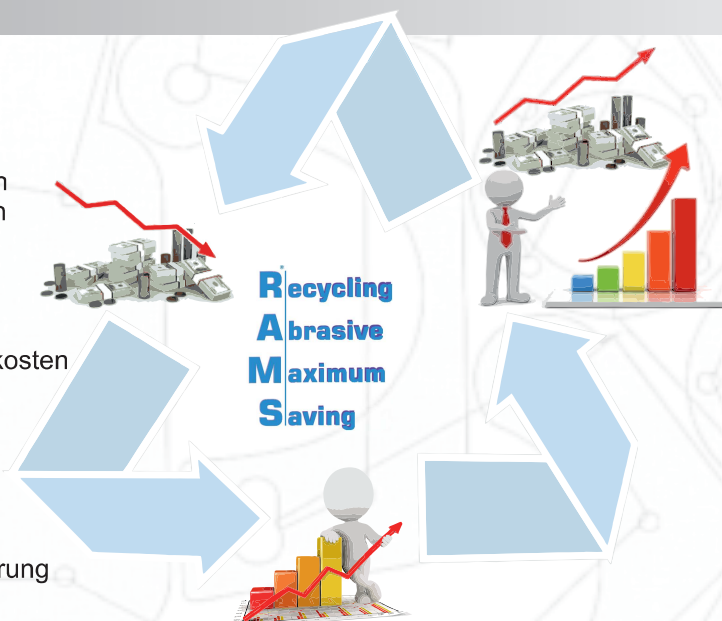 n
n
Recycling
Abrasive
kosten
Maximum
Saving
rung